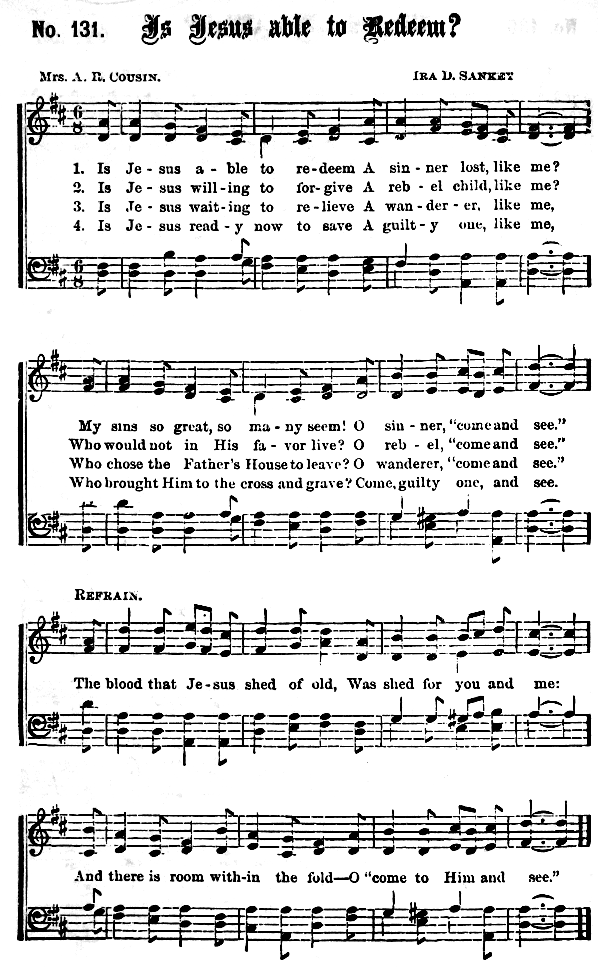 No. 131. Is Jesus able to Redeem?
Mrs. A. R. Cousin. Ira D. Sankey
1. Is Je - sus a - ble to re-deem A sin - ner lost, like me?
2. Is Je - sus will-ing to for-give A reb - el child, like me?
3. Is Je - sus wait-ing to re-lieve A wan-der - er, like me,
4. Is Je - sus read-y now to save A guilt-y one, like me,
My sins so great, so ma-ny seem! O sin-ner, "come and see."
Who would not in His fa-vor live? O reb-el, "come and see."
Who chose the Father's House to leave? O wanderer, "come and see."
Who brought Him to the cross and grave? Come, guilty one, and see.
Refrain.
The blood that Je-sus shed of old, Was shed for you and me:
And there is room with-in the fold—O "come to Him and see."